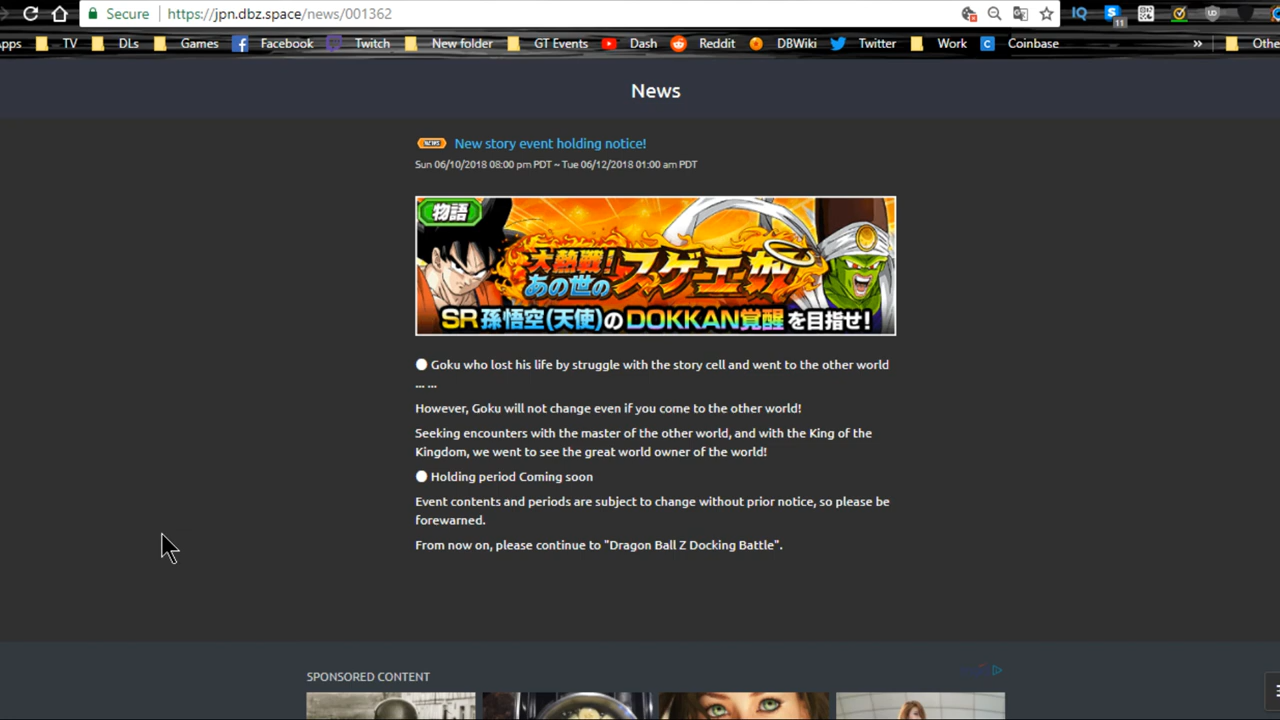 Secure
https://jpn.dbz.space/news/001362
IQ
S
11
Apps TV DLs Games Facebook Twitch New folder GT Events Dash Reddit DBWiki Twitter Work Coinbase » Othe
News
NEWS New story event holding notice!
Sun 06/10/2018 08:00 pm PDT ~ Tue 06/12/2018 01:00 am PDT
物語
大熱戦!
あの世のスゲエ奴
SR孫悟空(天使)のDOKKAN覚醒を目指せ!
Goku who lost his life by struggle with the story cell and went to the other world
... ...
However, Goku will not change even if you come to the other world!
Seeking encounters with the master of the other world, and with the King of the
Kingdom, we went to see the great world owner of the world!
Holding period Coming soon
Event contents and periods are subject to change without prior notice, so please be
forewarned.
From now on, please continue to "Dragon Ball Z Docking Battle".
SPONSORED CONTENT